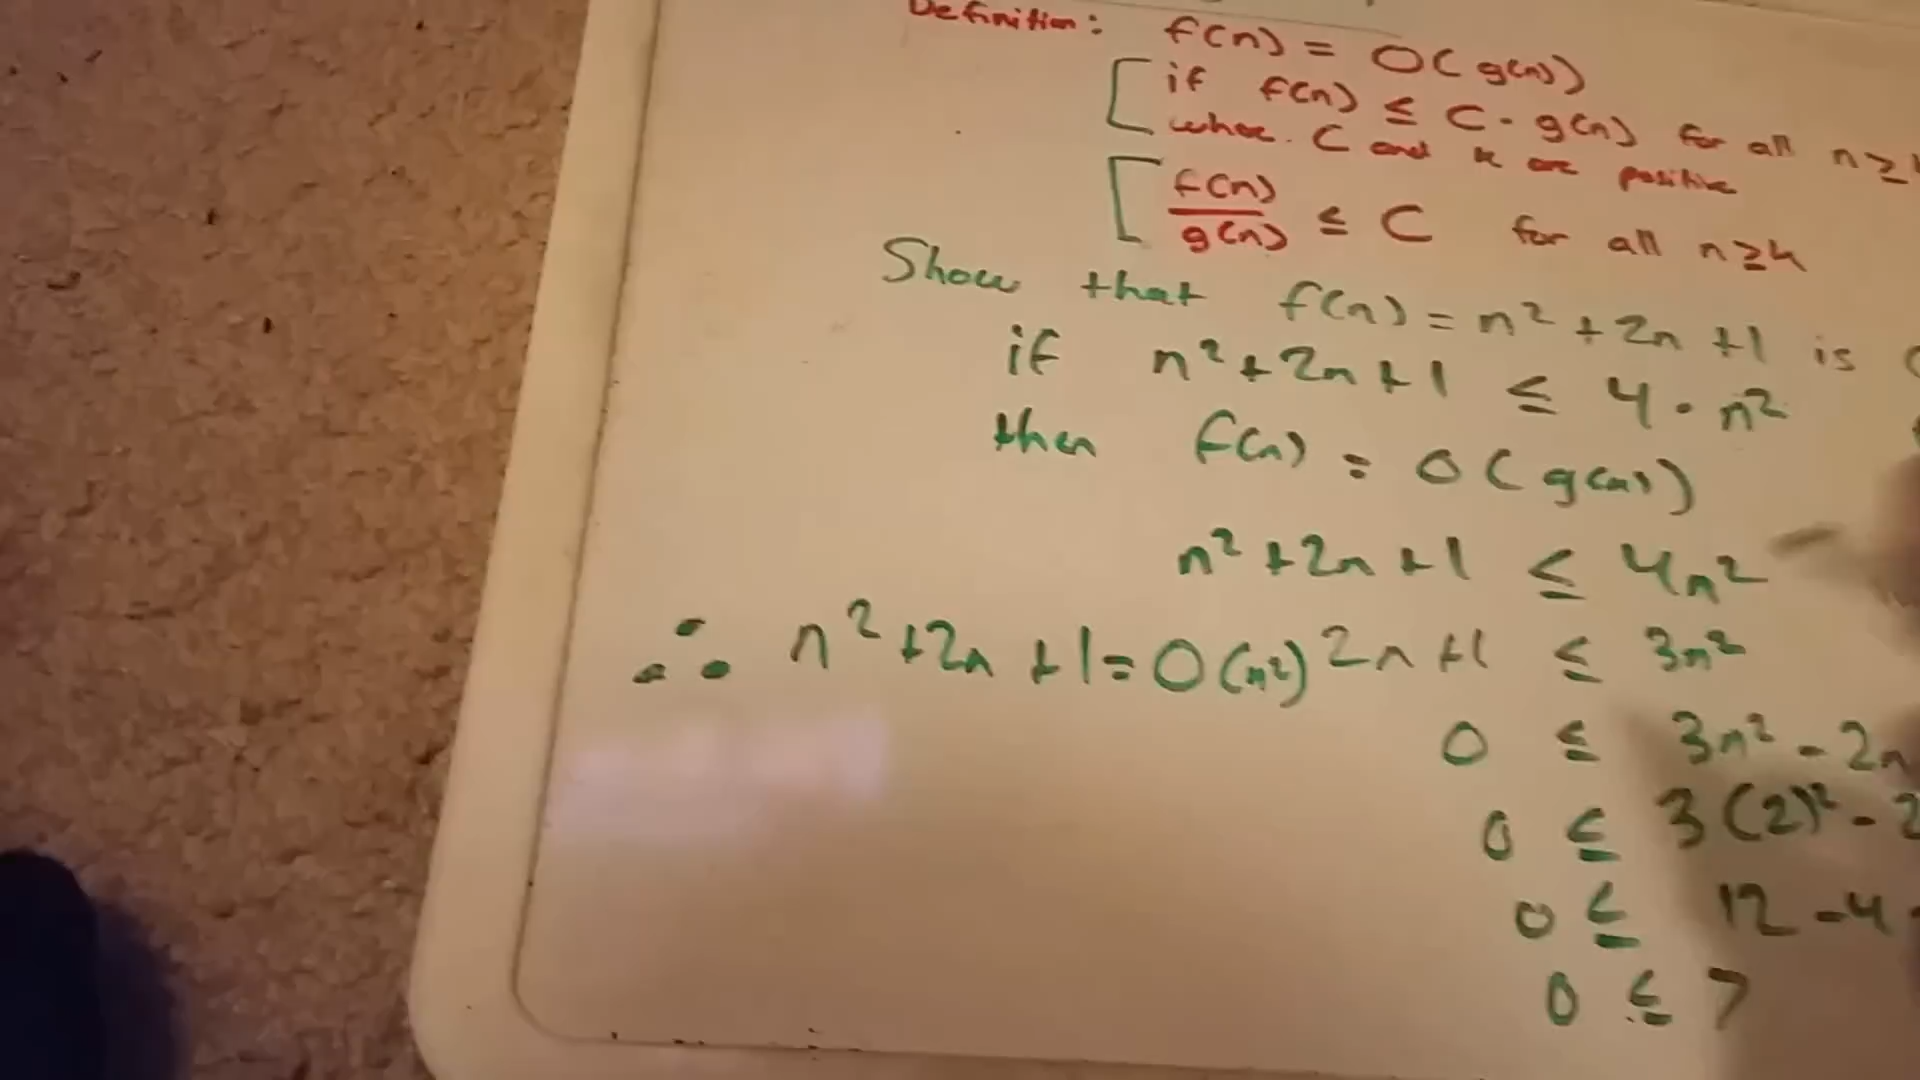 Definition: f(n) = O(g(n))
if f(n) ≤ C · g(n) for all n ≥
where. C and k are positive
f(n)
g(n) ≤ C for all n ≥ k
Show that f(n) = n² + 2n + 1 is
if n² + 2n + 1 ≤ 4 · n²
then f(n) = O(g(n))
n² + 2n + 1 ≤ 4n²
∴ n² + 2n + 1 = O(n²) 2n + 1 ≤ 3n²
0 ≤ 3n² - 2n
0 ≤ 3(2)² - 2
0 ≤ 12 - 4
0 ≤ 7